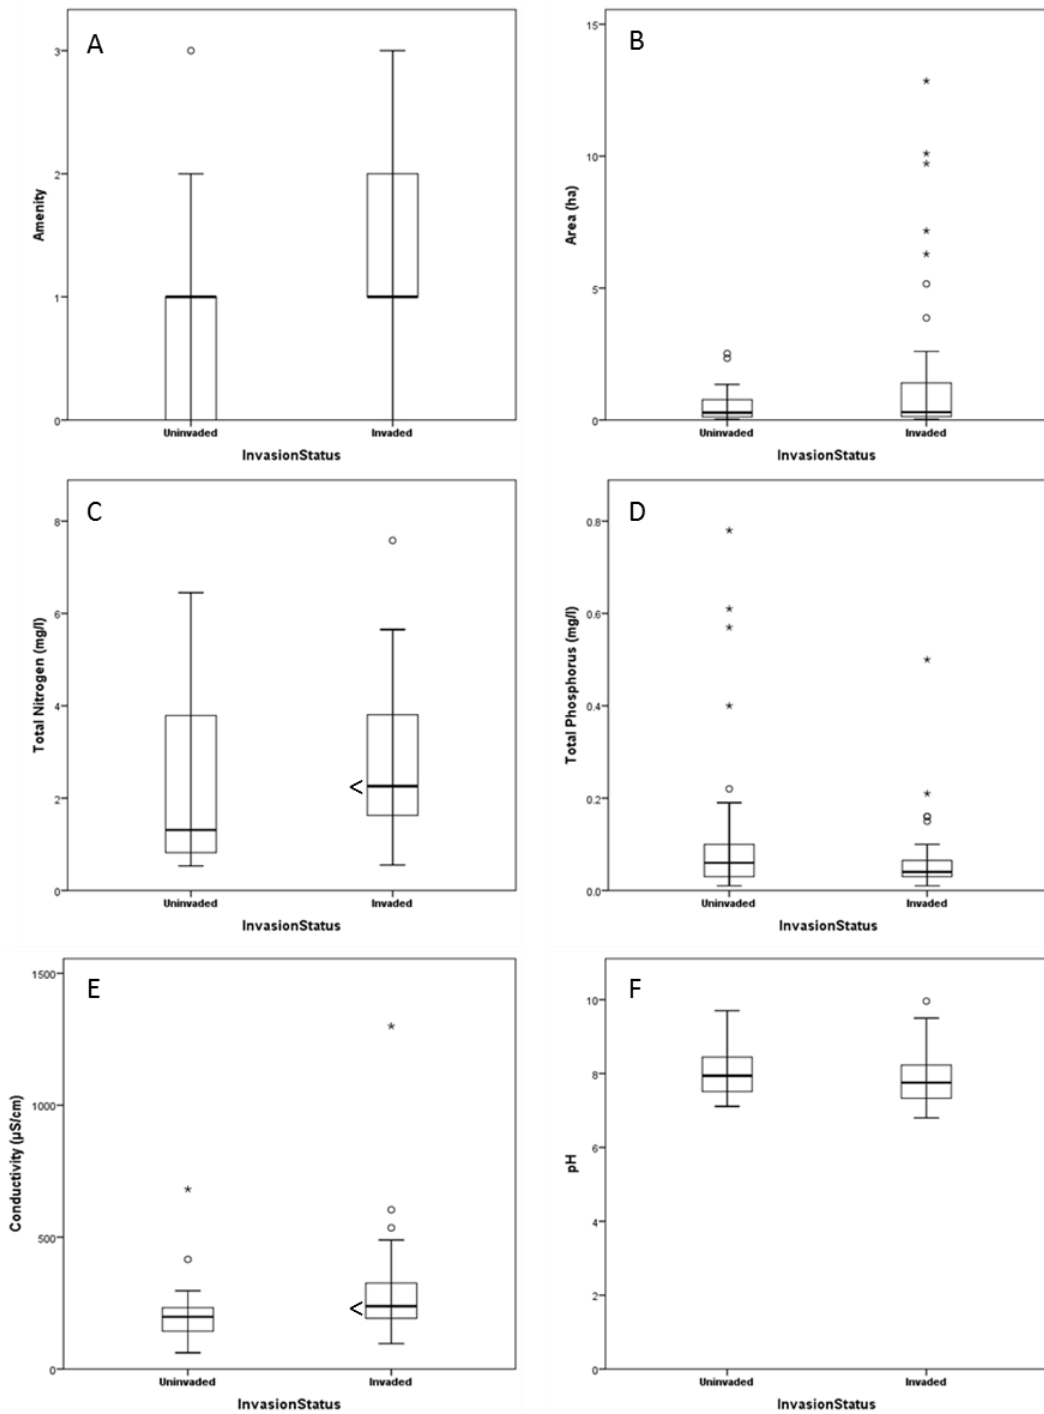 A
3
2
1
0
Amenity
Uninvaded Invaded
InvasionStatus
B
15
10
5
0
Area (ha)
Uninvaded Invaded
InvasionStatus
C
8
6
4
2
0
Total Nitrogen (mg/l)
<
Uninvaded Invaded
InvasionStatus
D
0.8
0.6
0.4
0.2
0.0
Total Phosphorus (mg/l)
Uninvaded Invaded
InvasionStatus
E
1500
1000
500
0
Conductivity (µS/cm)
<
Uninvaded Invaded
InvasionStatus
F
10
8
6
4
2
0
pH
Uninvaded Invaded
InvasionStatus